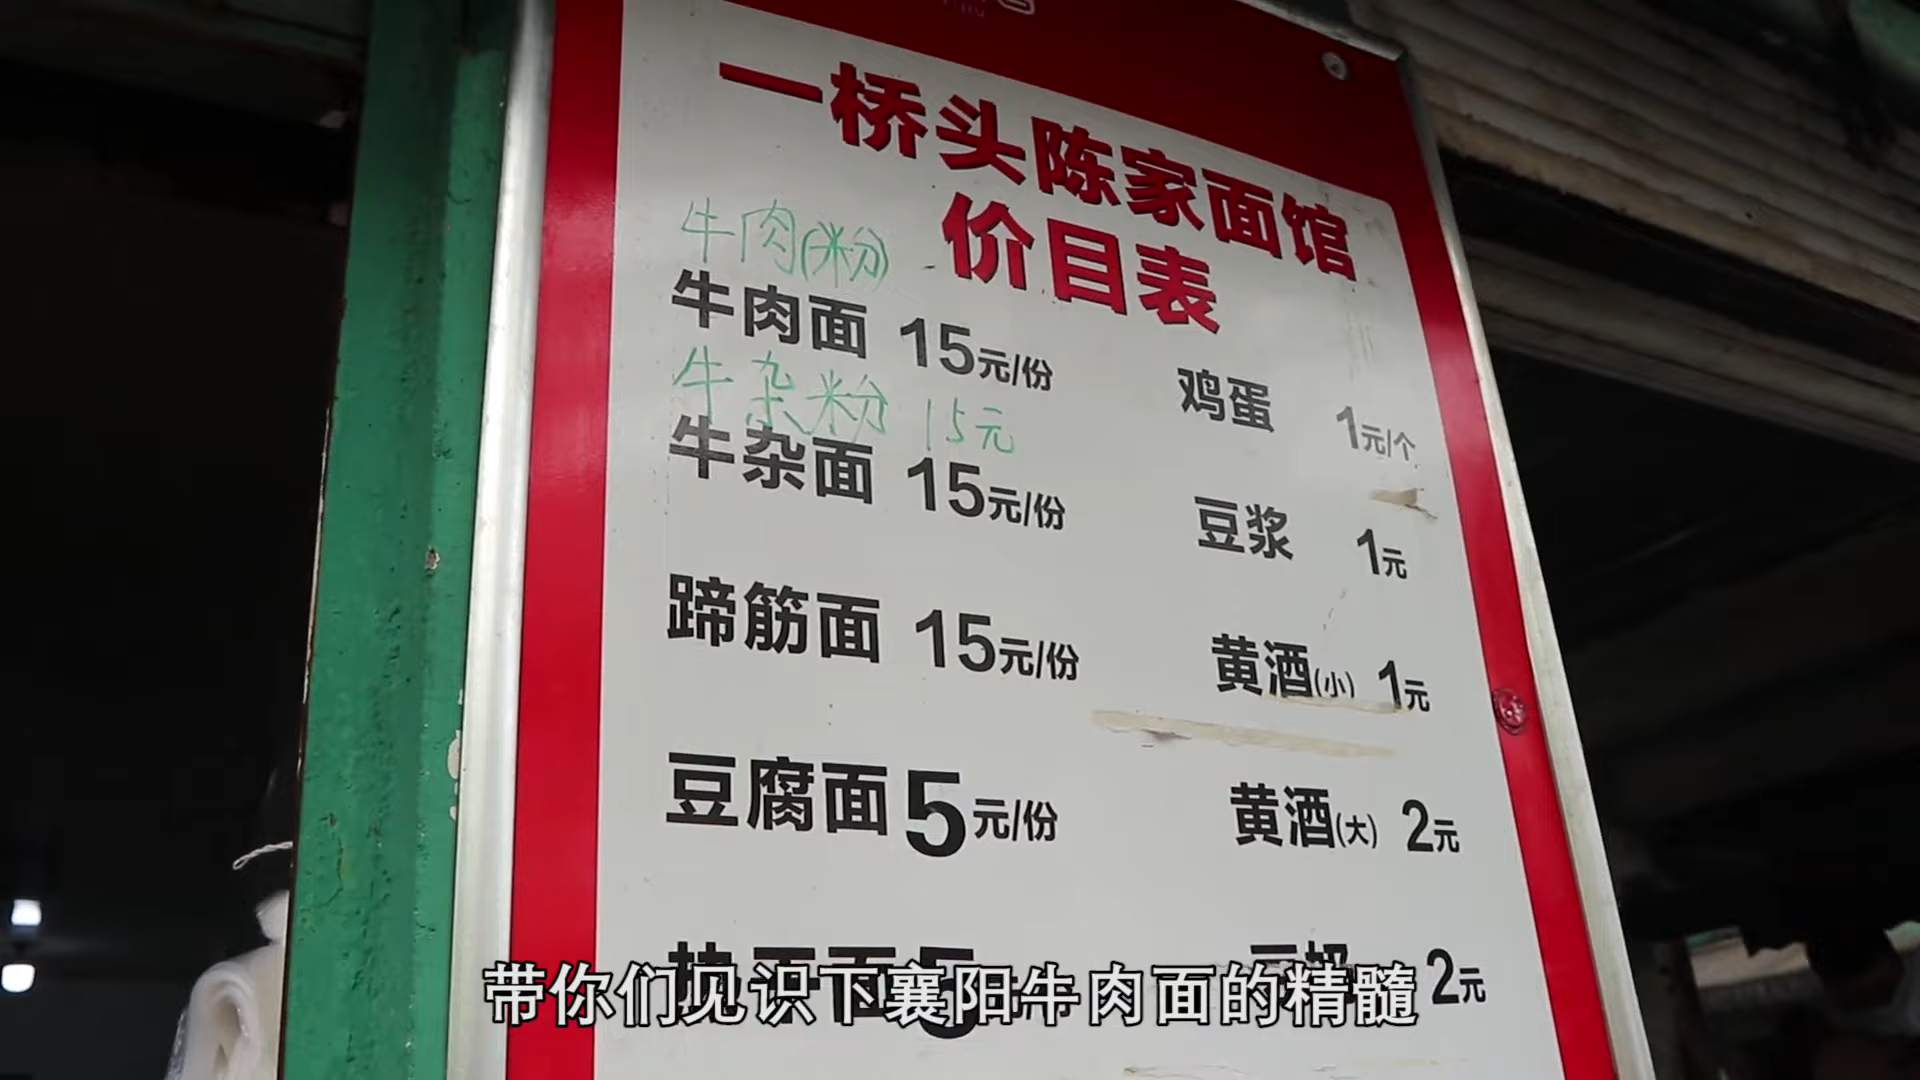 一桥头陈家面馆
价目表
牛肉(粉)
牛肉面 15元/份
牛杂粉 15元
牛杂面 15元/份
蹄筋面 15元/份
豆腐面 5元/份
面 5
鸡蛋 1元/个
豆浆 1元
黄酒(小) 1元
黄酒(大) 2元
2元
带你们见识下襄阳牛肉面的精髓